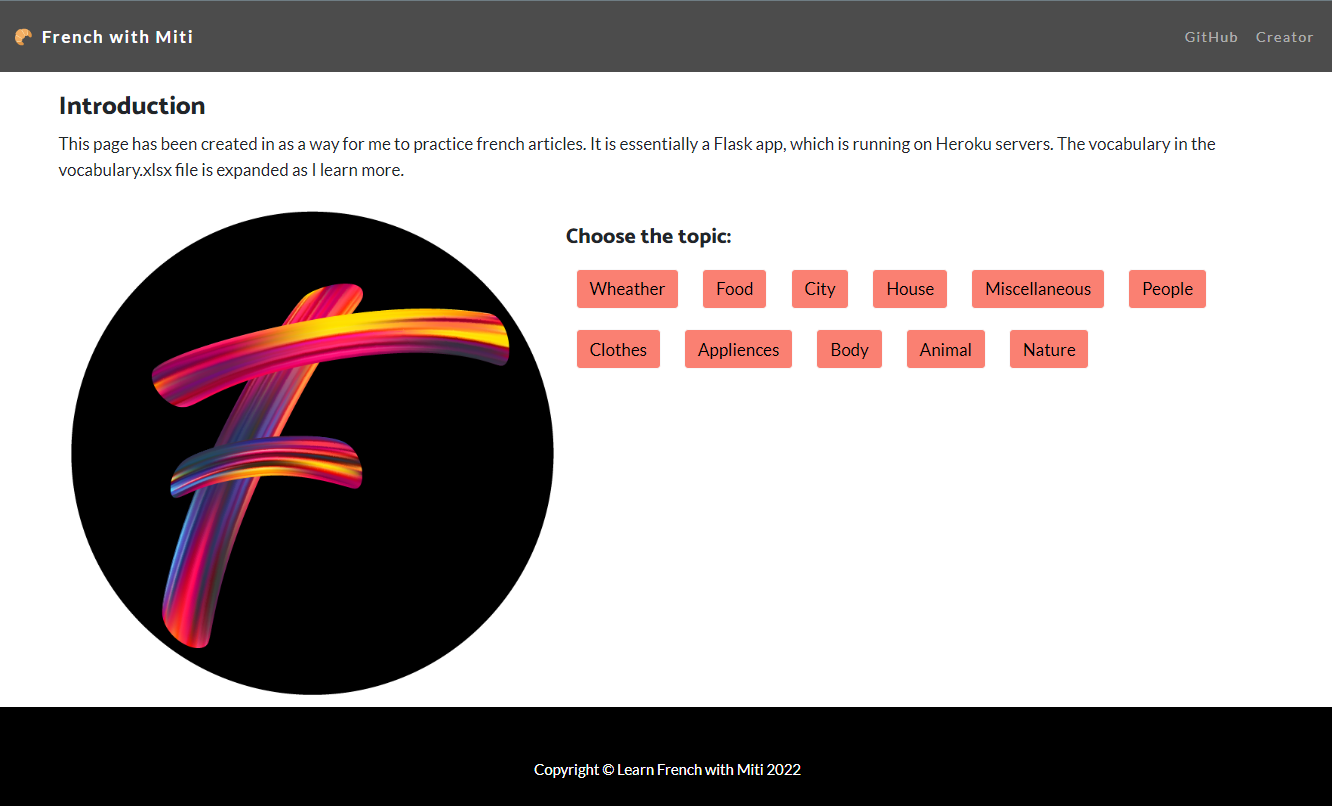 French with Miti
GitHub Creator
Introduction
This page has been created in as a way for me to practice french articles. It is essentially a Flask app, which is running on Heroku servers. The vocabulary in the
vocabulary.xlsx file is expanded as I learn more.
F
Choose the topic:
Wheather Food City House Miscellaneous People
Clothes Appliences Body Animal Nature
Copyright © Learn French with Miti 2022